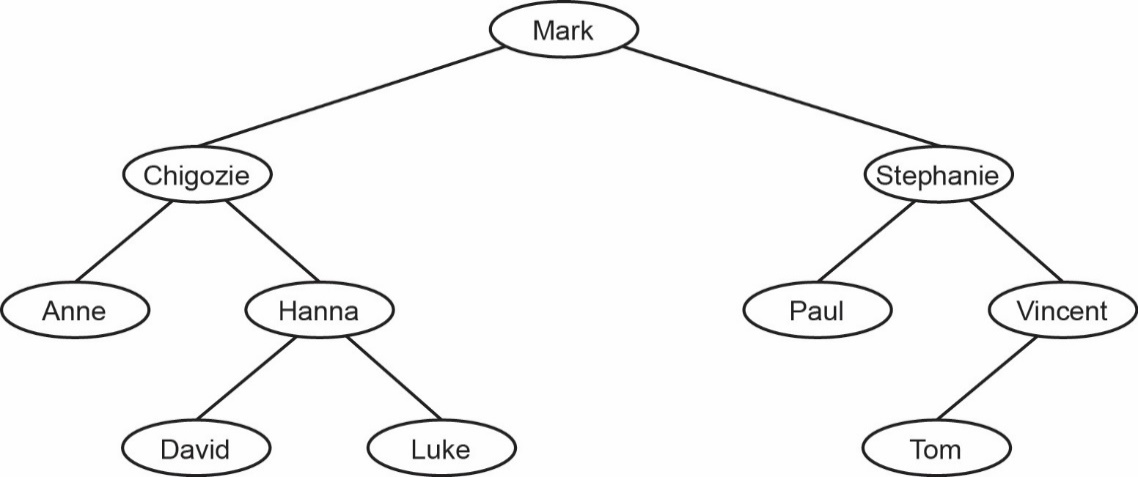 Mark
Chigozie
Stephanie
Anne
Hanna
Paul
Vincent
David
Luke
Tom